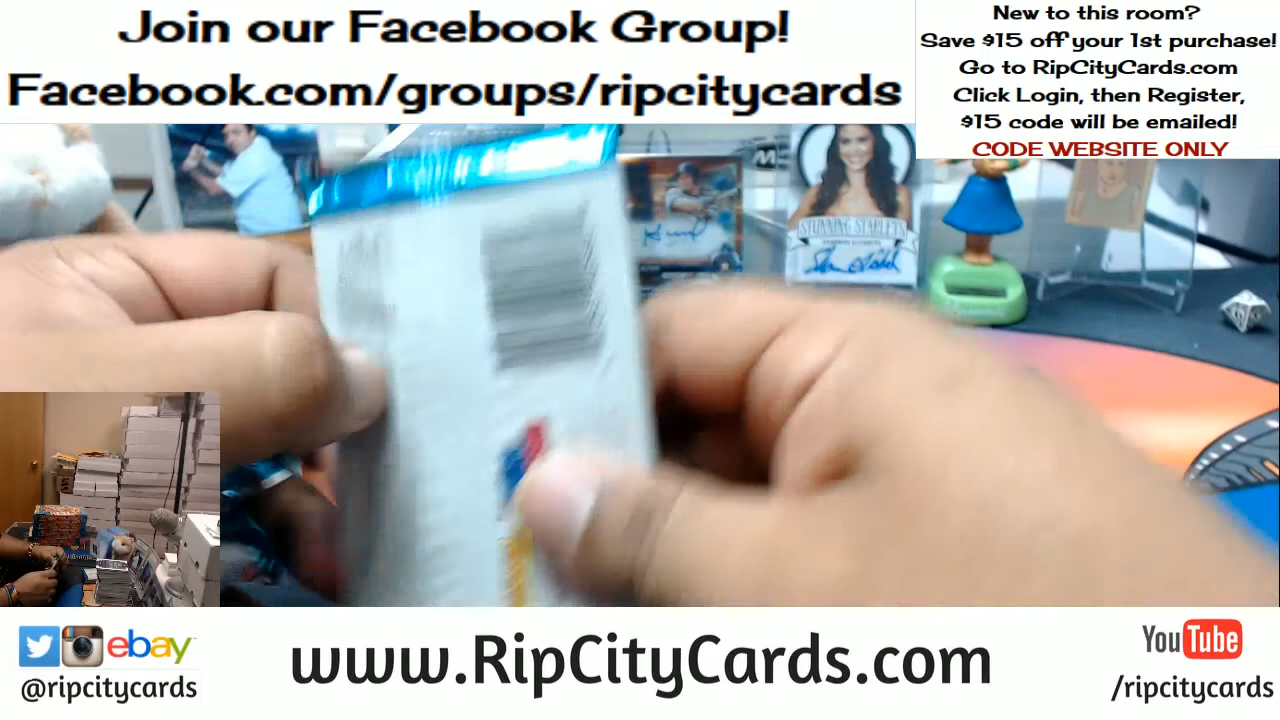 Join our Facebook Group!
Facebook.com/groups/ripcitycards
New to this room?
Save $15 off your 1st purchase!
Go to RipCityCards.com
Click Login, then Register,
$15 code will be emailed!
CODE WEBSITE ONLY
STUNNING STARLETS
SHANNON ELIZABETH
ebay
@ripcitycards
www.RipCityCards.com
YouTube
/ripcitycards